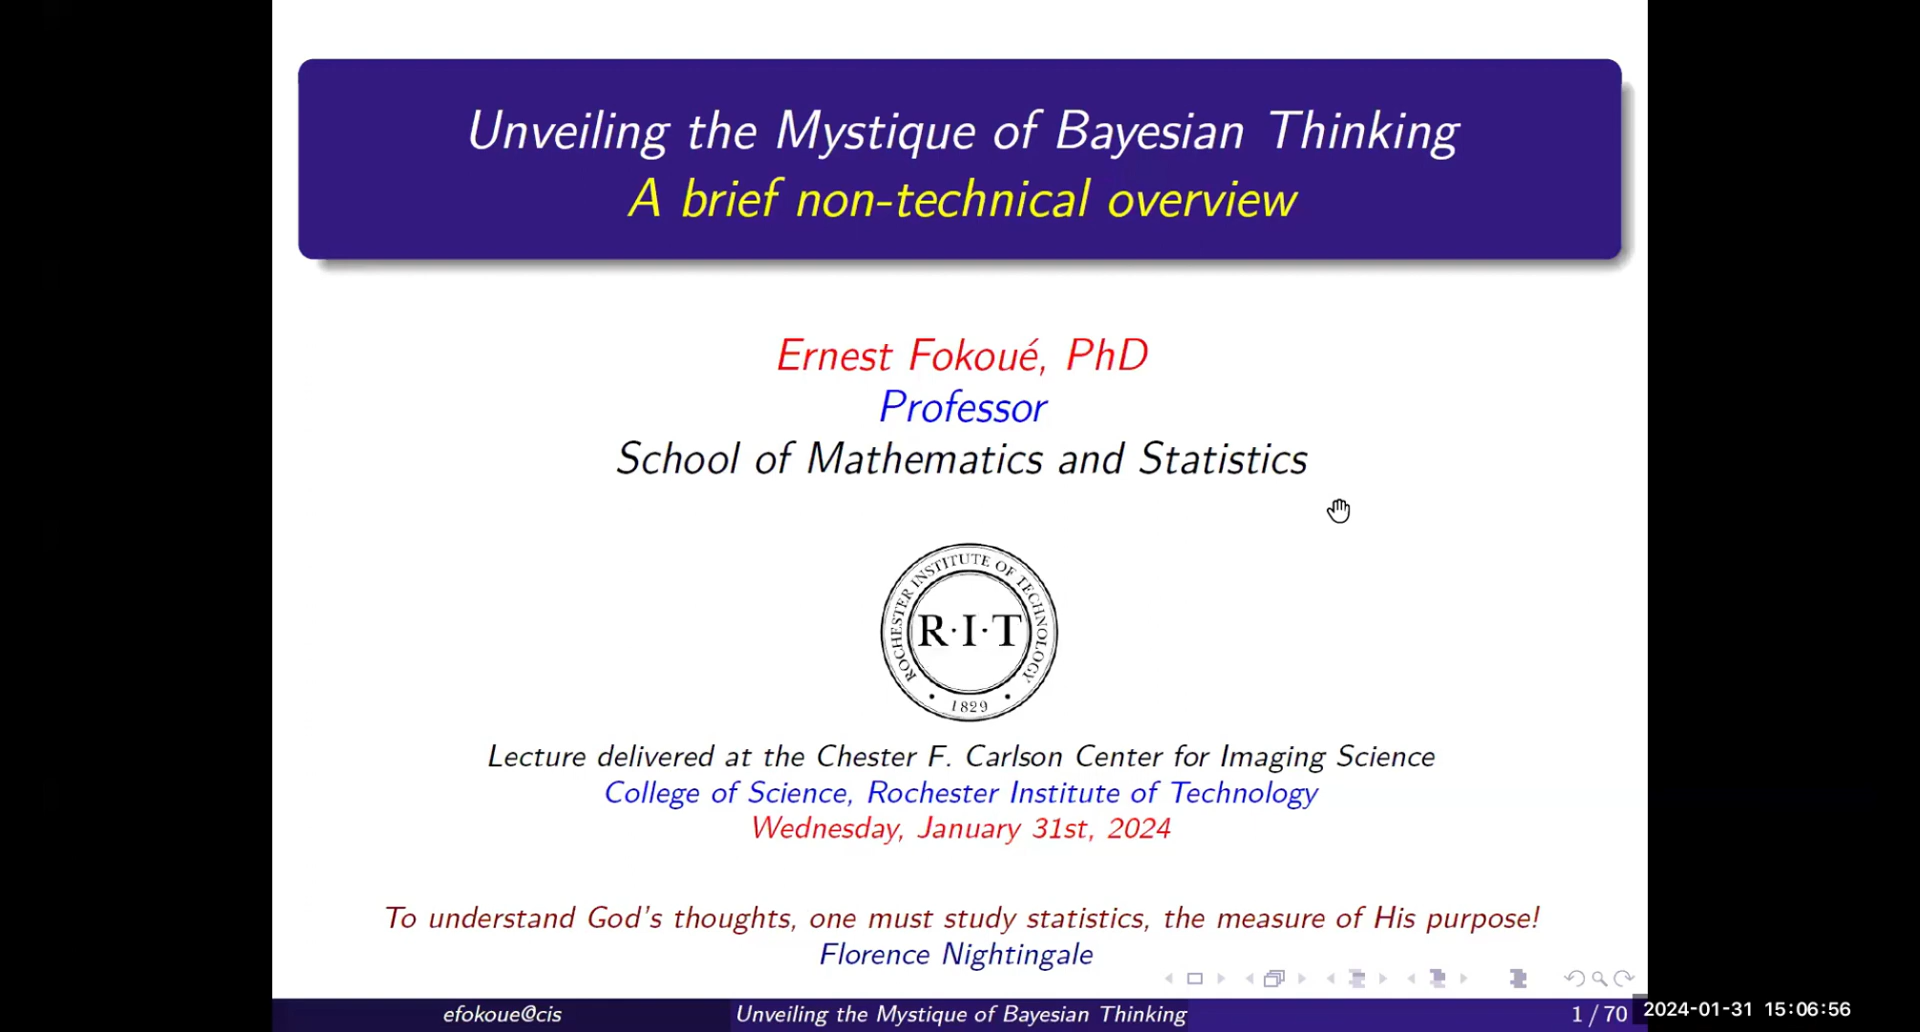 Unveiling the Mystique of Bayesian Thinking
A brief non-technical overview
Ernest Fokoué, PhD
Professor
School of Mathematics and Statistics
ROCHESTER INSTITUTE OF TECHNOLOGY
R·I·T
1829
Lecture delivered at the Chester F. Carlson Center for Imaging Science
College of Science, Rochester Institute of Technology
Wednesday, January 31st, 2024
To understand God's thoughts, one must study statistics, the measure of His purpose!
Florence Nightingale
efokoue@cis Unveiling the Mystique of Bayesian Thinking 1 / 70 2024-01-31 15:06:56